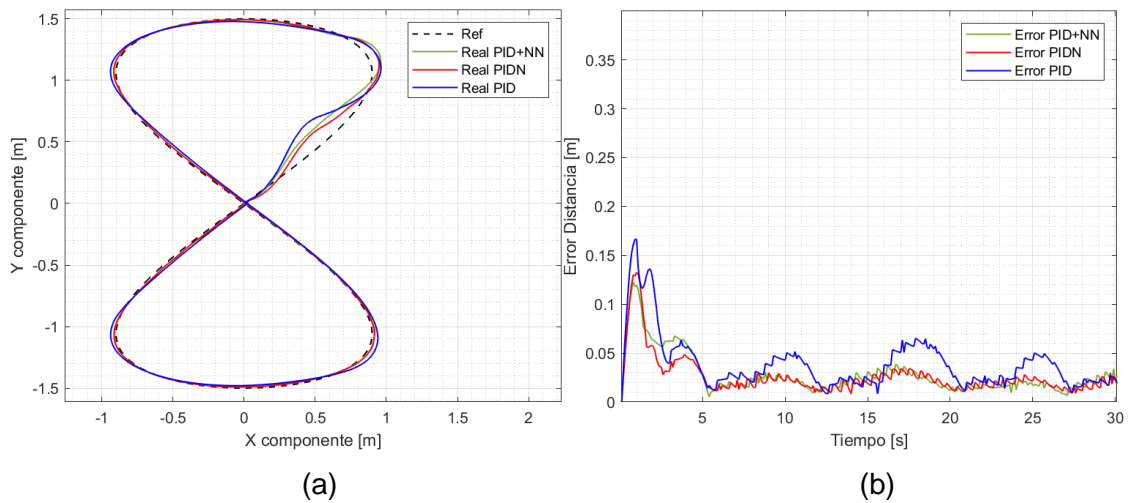 1.5
1
0.5
0
-0.5
-1
-1.5
Y componente [m]
-1
-0.5
0
0.5
1
1.5
2
X componente [m]
Ref
Real PID+NN
Real PIDN
Real PID
(a)
0.35
0.3
0.25
0.2
0.15
0.1
0.05
0
Error Distancia [m]
5
10
15
20
25
30
Tiempo [s]
Error PID+NN
Error PIDN
Error PID
(b)